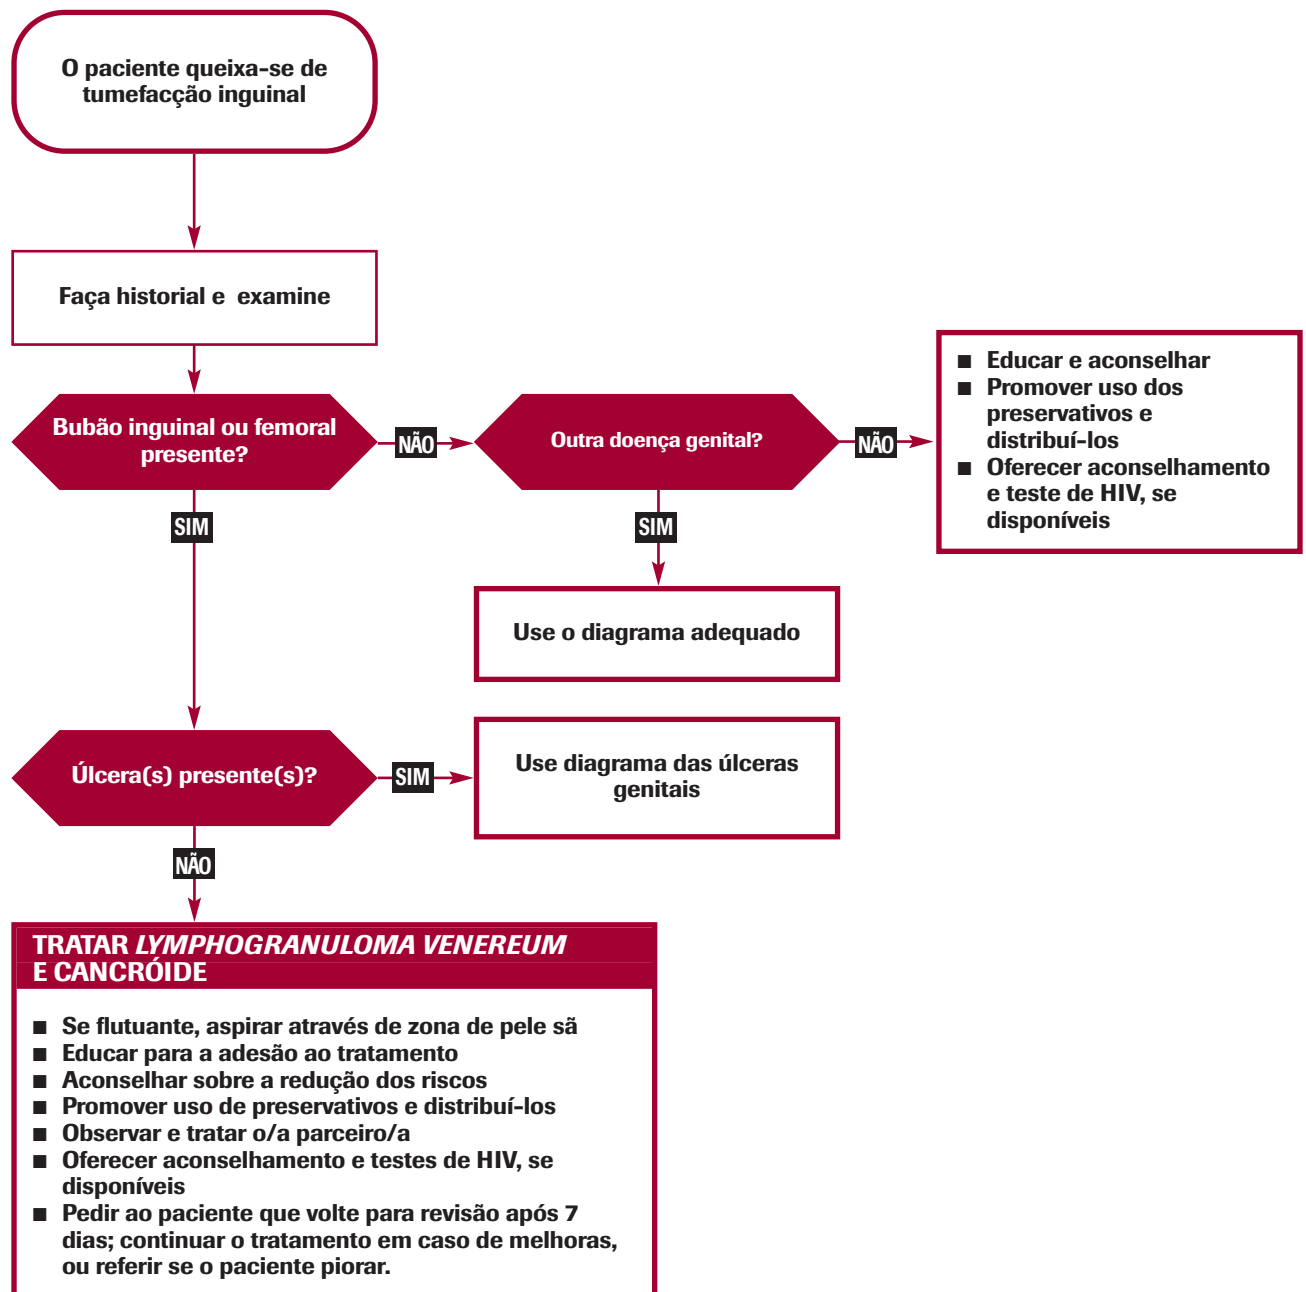 O paciente queixa-se de
tumefacção inguinal
Faça historial e examine
Bubão inguinal ou femoral
presente?
NÃO
Outra doença genital?
NÃO
■ Educar e aconselhar
■ Promover uso dos
preservativos e
distribuí-los
■ Oferecer aconselhamento
e teste de HIV, se
disponíveis
SIM
SIM
Use o diagrama adequado
Úlcera(s) presente(s)?
SIM
Use diagrama das úlceras
genitais
NÃO
TRATAR LYMPHOGRANULOMA VENEREUM
E CANCRÓIDE
■ Se flutuante, aspirar através de zona de pele sã
■ Educar para a adesão ao tratamento
■ Aconselhar sobre a redução dos riscos
■ Promover uso de preservativos e distribuí-los
■ Observar e tratar o/a parceiro/a
■ Oferecer aconselhamento e testes de HIV, se
disponíveis
■ Pedir ao paciente que volte para revisão após 7
dias; continuar o tratamento em caso de melhoras,
ou referir se o paciente piorar.